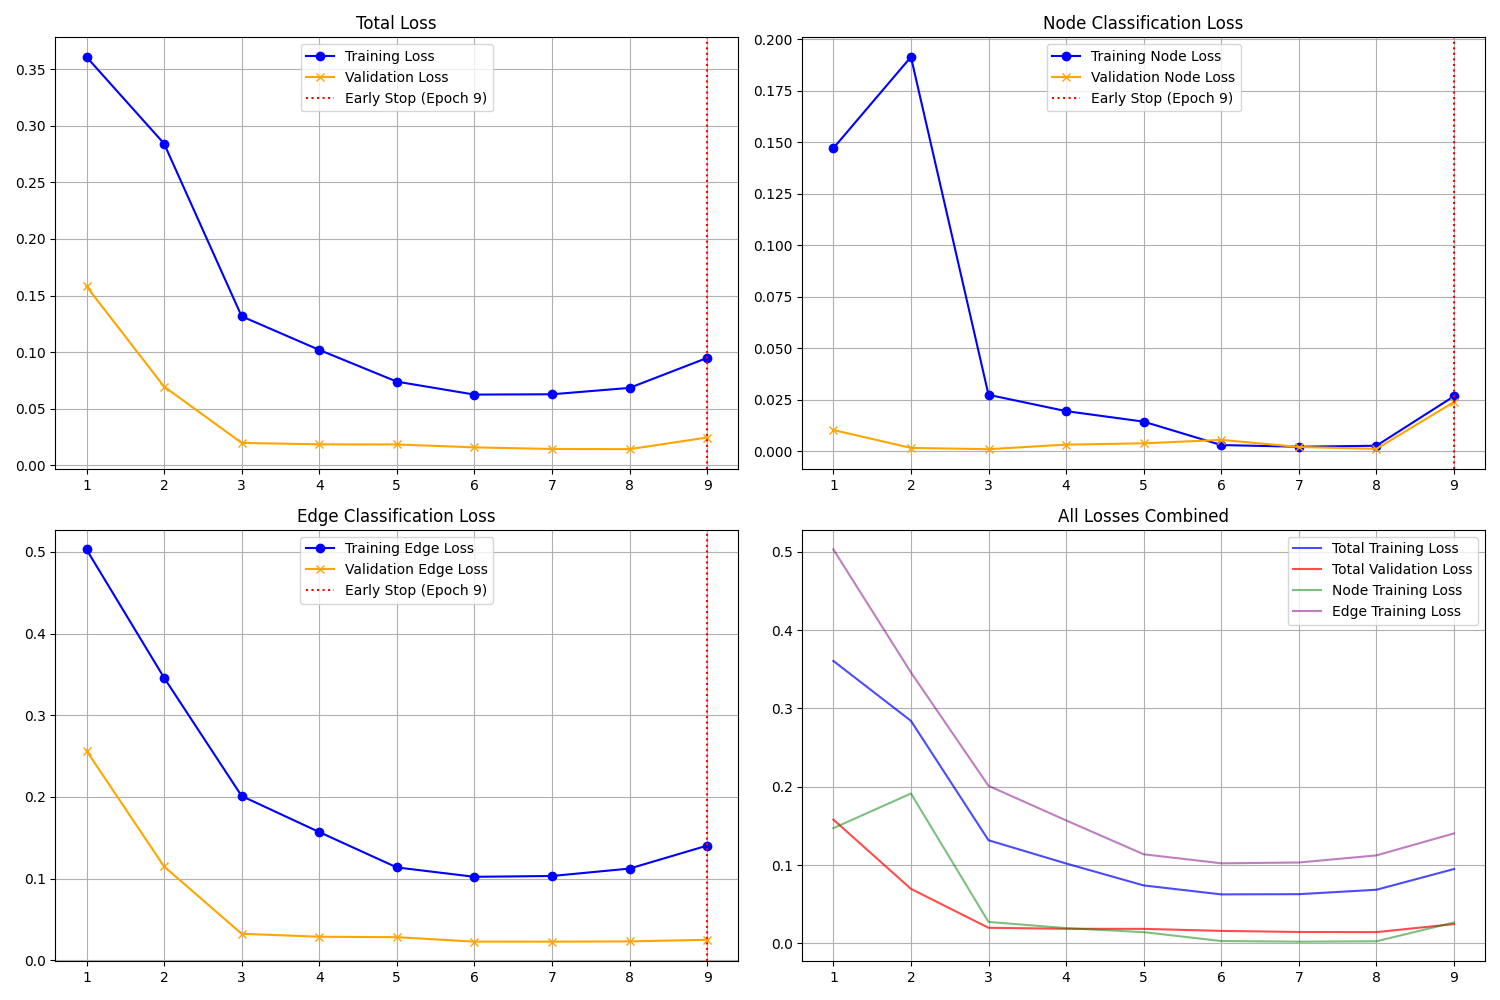 Total Loss
Training Loss
Validation Loss
Early Stop (Epoch 9)
0.35
0.30
0.25
0.20
0.15
0.10
0.05
0.00
1 2 3 4 5 6 7 8 9
Node Classification Loss
Training Node Loss
Validation Node Loss
Early Stop (Epoch 9)
0.200
0.175
0.150
0.125
0.100
0.075
0.050
0.025
0.000
1 2 3 4 5 6 7 8 9
Edge Classification Loss
Training Edge Loss
Validation Edge Loss
Early Stop (Epoch 9)
0.5
0.4
0.3
0.2
0.1
0.0
1 2 3 4 5 6 7 8 9
All Losses Combined
Total Training Loss
Total Validation Loss
Node Training Loss
Edge Training Loss
0.5
0.4
0.3
0.2
0.1
0.0
1 2 3 4 5 6 7 8 9